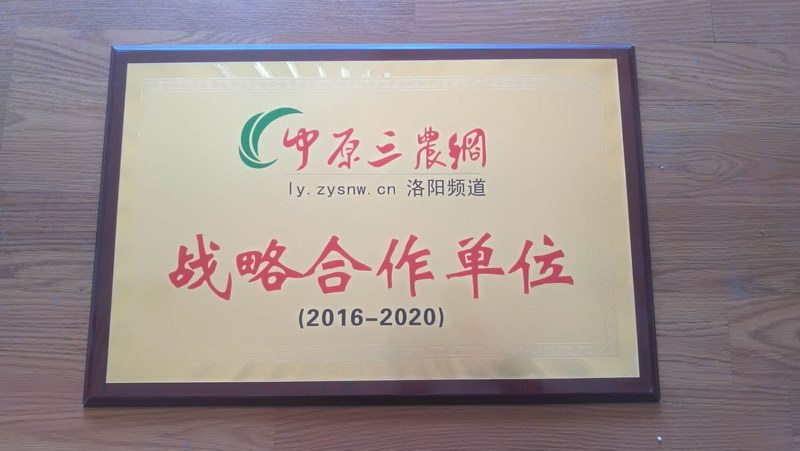 中原三農網
ly.zysnw.cn 洛阳频道
战略合作单位
(2016-2020)